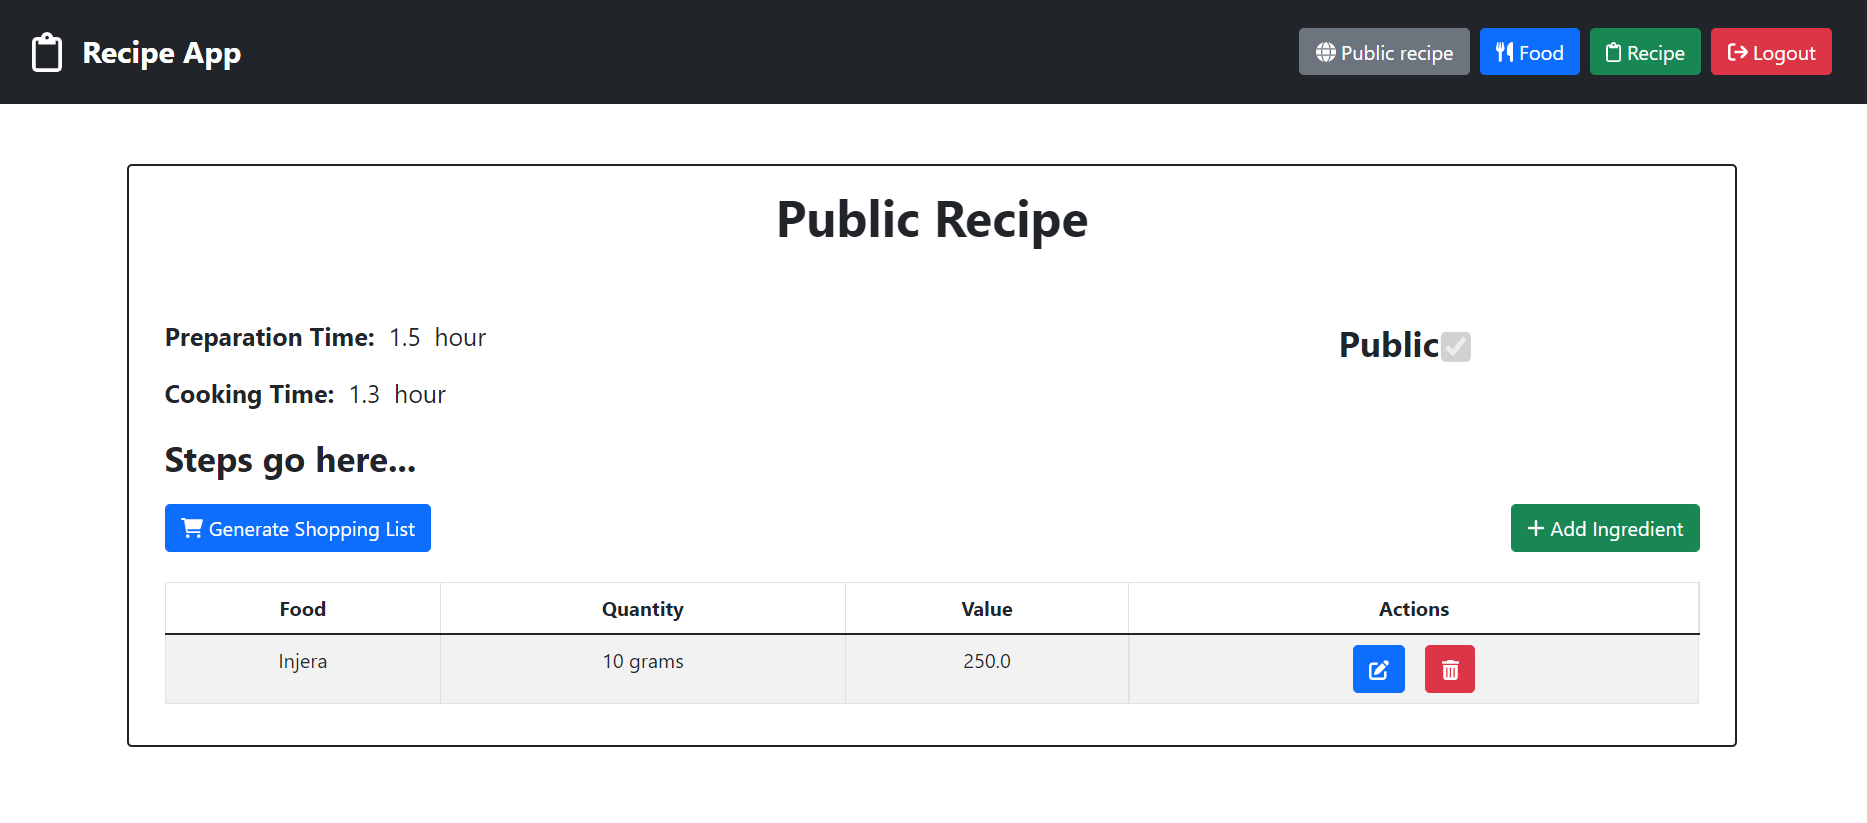 Recipe App
Public recipe
Food
Recipe
Logout
Public Recipe
Preparation Time: 1.5 hour
Public
Cooking Time: 1.3 hour
Steps go here...
Generate Shopping List
Add Ingredient
Food Quantity Value Actions
Injera 10 grams 250.0